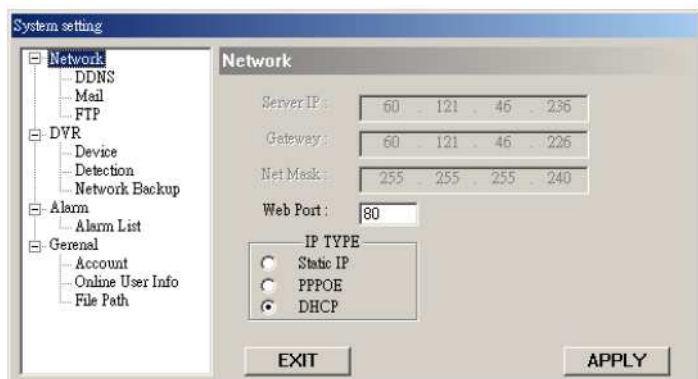 System setting
Network
DDNS
Mail
FTP
DVR
Device
Detection
Network Backup
Alarm
Alarm List
Gerenal
Account
Online User Info
File Path
Network
Server IP : 60 . 121 . 46 . 236
Gateway : 60 . 121 . 46 . 226
Net Mask : 255 . 255 . 255 . 240
Web Port : 80
IP TYPE
Static IP
PPPOE
DHCP
EXIT
APPLY